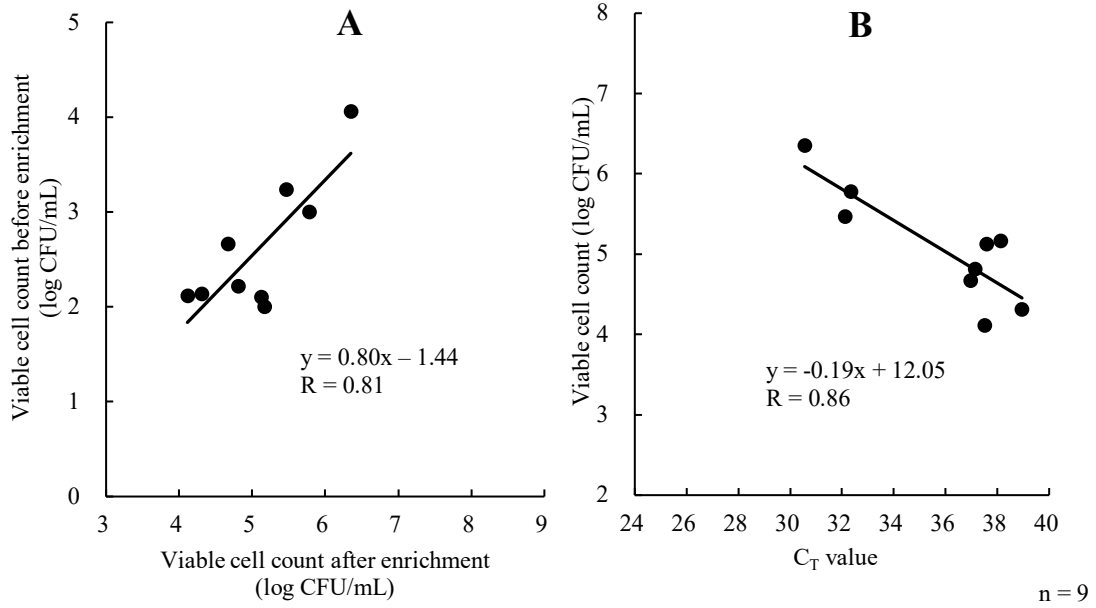 A
Viable cell count before enrichment
(log CFU/mL)
5
4
3
2
1
0
y = 0.80x – 1.44
R = 0.81
3 4 5 6 7 8 9
Viable cell count after enrichment
(log CFU/mL)
B
Viable cell count (log CFU/mL)
8
7
6
5
4
3
2
y = -0.19x + 12.05
R = 0.86
24 26 28 30 32 34 36 38 40
CT value
n = 9